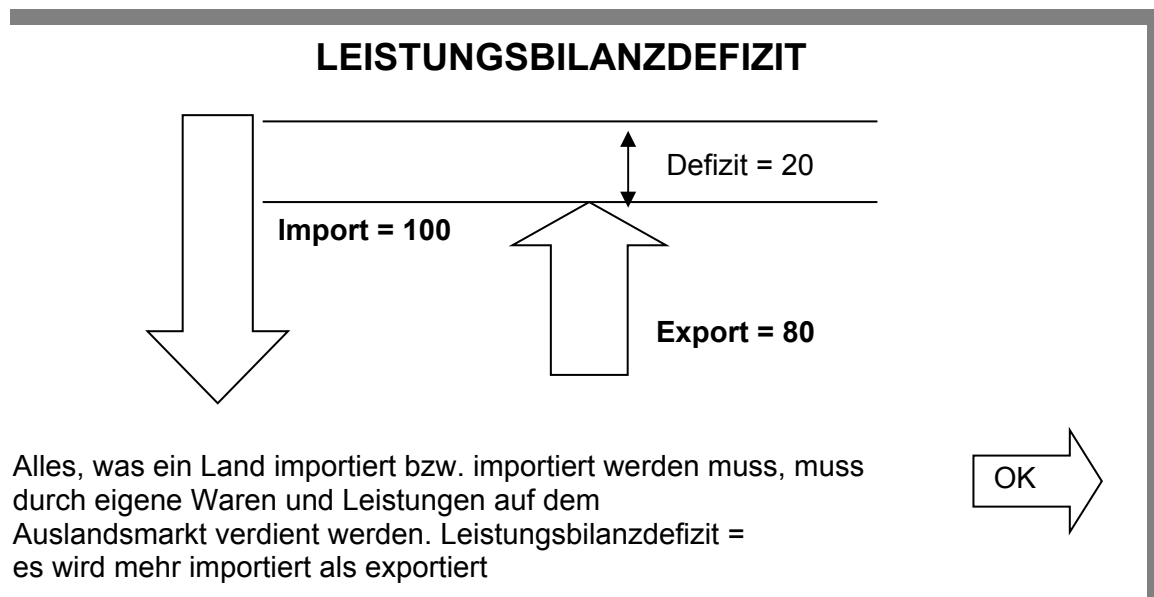 LEISTUNGSBILANZDEFIZIT
Defizit = 20
Import = 100
Export = 80
Alles, was ein Land importiert bzw. importiert werden muss, muss
durch eigene Waren und Leistungen auf dem
Auslandsmarkt verdient werden. Leistungsbilanzdefizit =
es wird mehr importiert als exportiert
OK